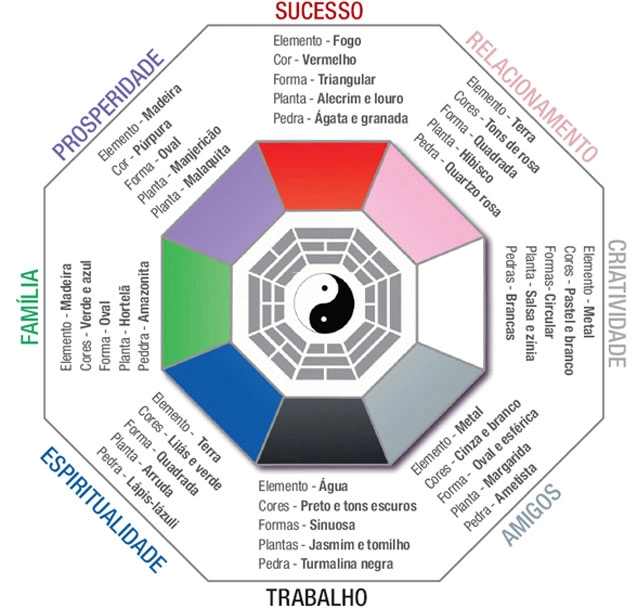 SUCESSO
Elemento - Fogo
Cor - Vermelho
Forma - Triangular
Planta - Alecrim e louro
Pedra - Ágata e granada
RELACIONAMENTO
Elemento - Terra
Cores - Tons de rosa
Forma - Quadrada
Planta - Hibisco
Pedra - Quartzo rosa
CRIATIVIDADE
Elemento - Metal
Cores - Pastel e branco
Formas- Circular
Planta - Salsa e zínia
Pedras - Brancas
AMIGOS
Elemento - Metal
Cores - Cinza e branco
Forma - Oval e esférica
Planta - Margarida
Pedra - Ametista
TRABALHO
Elemento - Água
Cores - Preto e tons escuros
Formas - Sinuosa
Plantas - Jasmim e tomilho
Pedra - Turmalina negra
ESPIRITUALIDADE
Elemento - Terra
Cores - Lilás e verde
Forma - Quadrada
Planta - Arruda
Pedra - Lápis-lázuli
FAMÍLIA
Elemento - Madeira
Cores - Verde e azul
Forma - Oval
Planta - Hortelã
Peddra - Amazonita
PROSPERIDADE
Elemento - Madeira
Cor - Púrpura
Forma - Oval
Planta - Manjericão
Planta - Malaquita